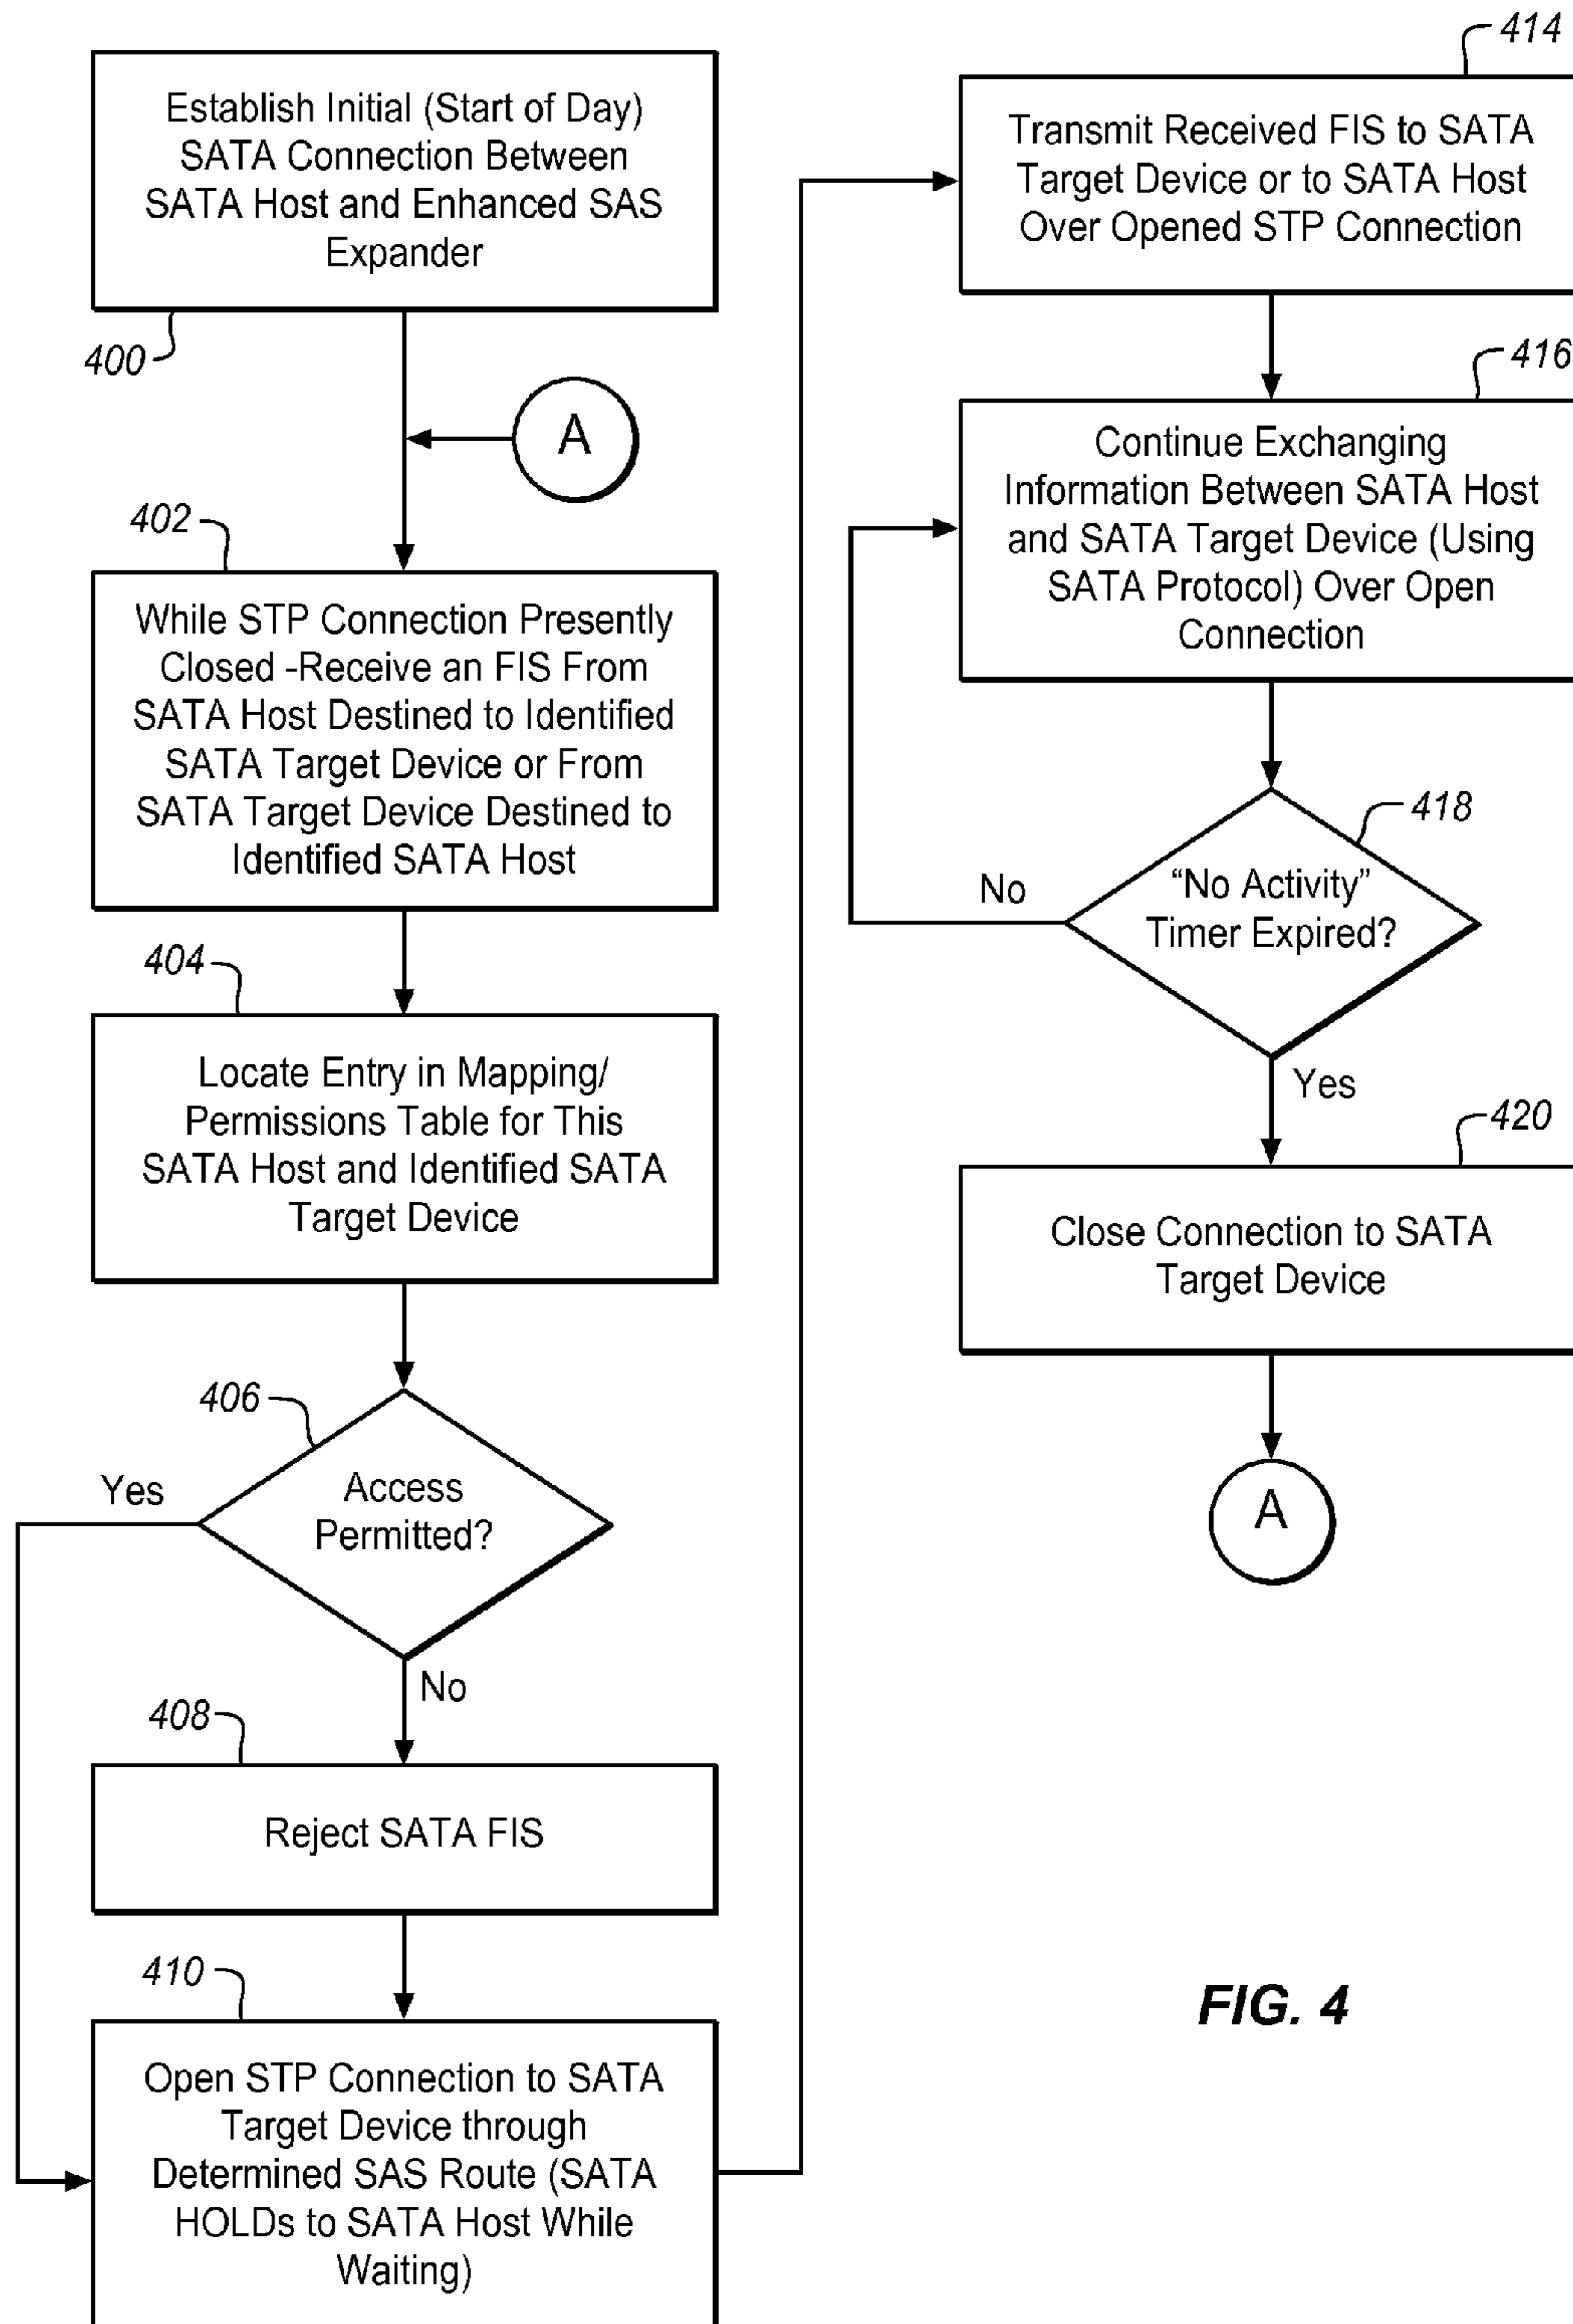 Establish Initial (Start of Day)
SATA Connection Between
SATA Host and Enhanced SAS
Expander
400
A
402
While STP Connection Presently
Closed -Receive an FIS From
SATA Host Destined to Identified
SATA Target Device or From
SATA Target Device Destined to
Identified SATA Host
404
Locate Entry in Mapping/
Permissions Table for This
SATA Host and Identified SATA
Target Device
406
Access
Permitted?
Yes
No
408
Reject SATA FIS
410
Open STP Connection to SATA
Target Device through
Determined SAS Route (SATA
HOLDs to SATA Host While
Waiting)
414
Transmit Received FIS to SATA
Target Device or to SATA Host
Over Opened STP Connection
416
Continue Exchanging
Information Between SATA Host
and SATA Target Device (Using
SATA Protocol) Over Open
Connection
418
“No Activity”
Timer Expired?
No
Yes
420
Close Connection to SATA
Target Device
A
FIG. 4